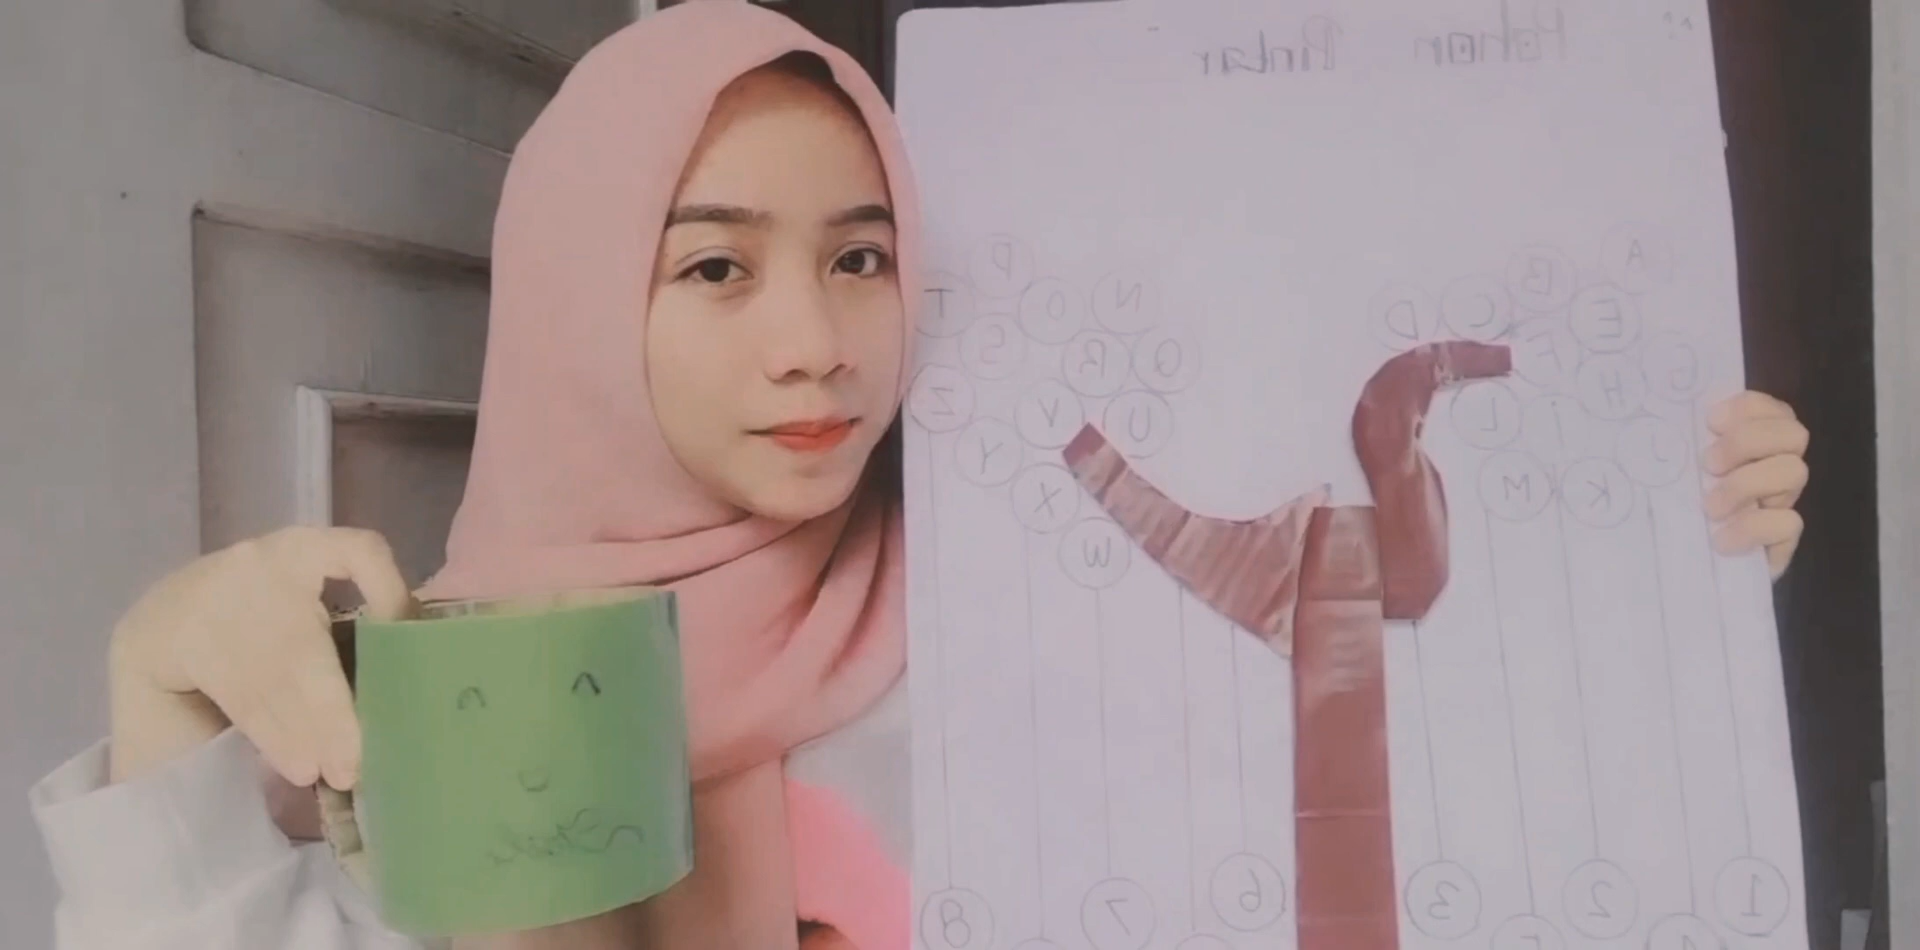 Pohon Pintar
A B C D
E
G H F
J i L
K M
N O P T
Q R S
U V Z
X Y
W
1 2 3 6 7 8